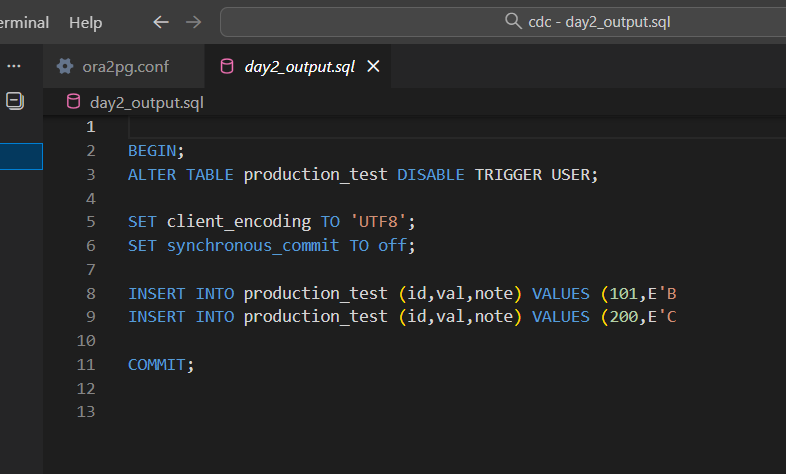 Terminal Help ← → cdc - day2_output.sql
··· ora2pg.conf day2_output.sql ×
day2_output.sql
1
2 BEGIN;
3 ALTER TABLE production_test DISABLE TRIGGER USER;
4
5 SET client_encoding TO 'UTF8';
6 SET synchronous_commit TO off;
7
8 INSERT INTO production_test (id,val,note) VALUES (101,E'B
9 INSERT INTO production_test (id,val,note) VALUES (200,E'C
10
11 COMMIT;
12
13